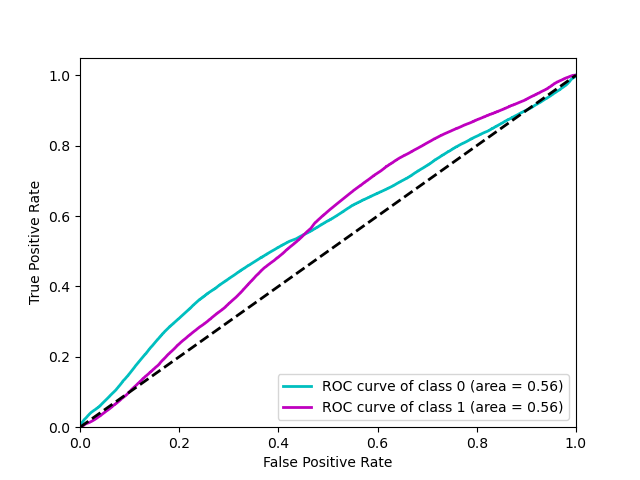 1.0
0.8
0.6
0.4
0.2
0.0
True Positive Rate
ROC curve of class 0 (area = 0.56)
ROC curve of class 1 (area = 0.56)
0.0 0.2 0.4 0.6 0.8 1.0
False Positive Rate